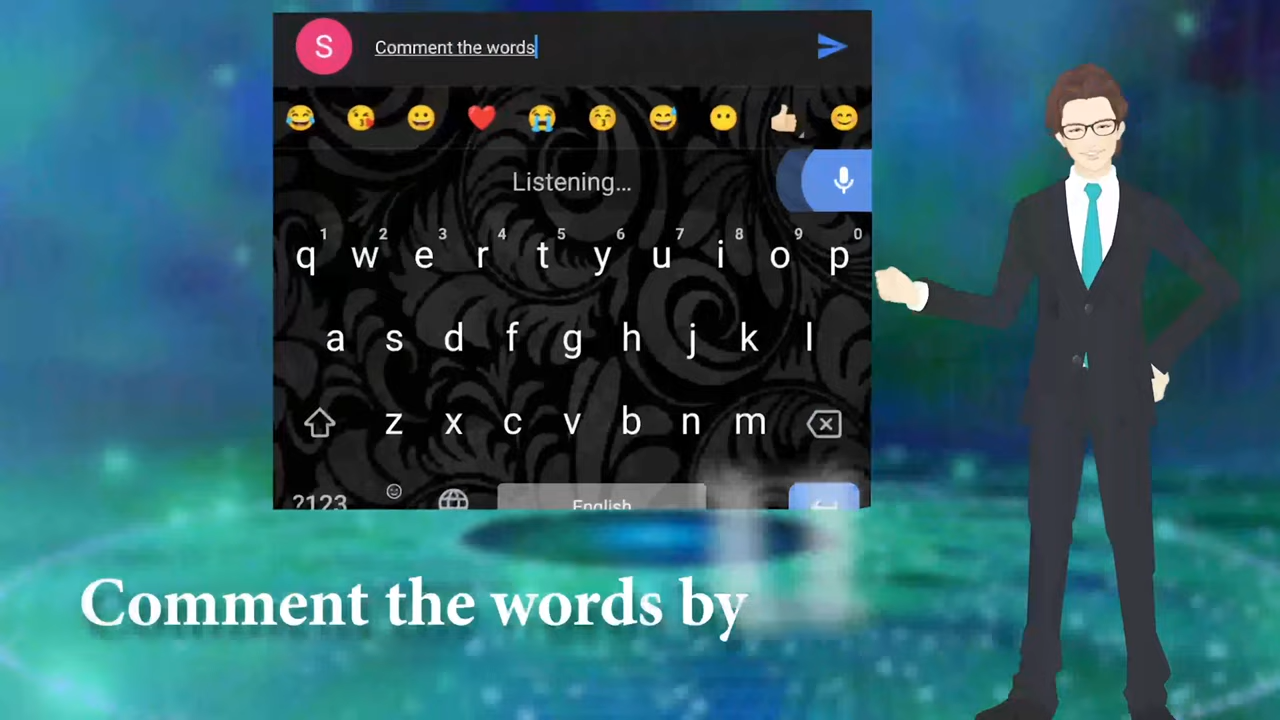 S Comment the words
Listening...
1 2 3 4 5 6 7 8 9 0
q w e r t y u i o p
a s d f g h j k l
z x c v b n m
?123 English
Comment the words by